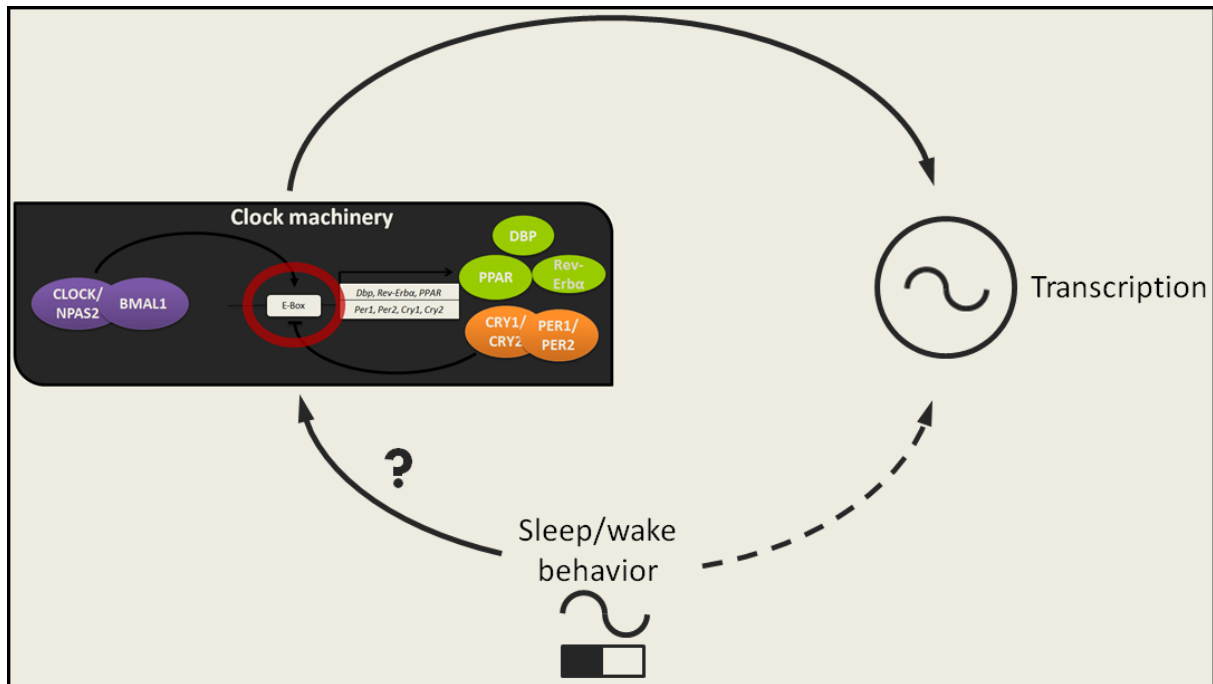 Clock machinery
CLOCK/
NPAS2
BMAL1
E-Box
Dbp, Rev-Erbα, PPAR
Per1, Per2, Cry1, Cry2
DBP
PPAR
Rev-
Erbα
CRY1/
CRY2
PER1/
PER2
Transcription
?
Sleep/wake
behavior